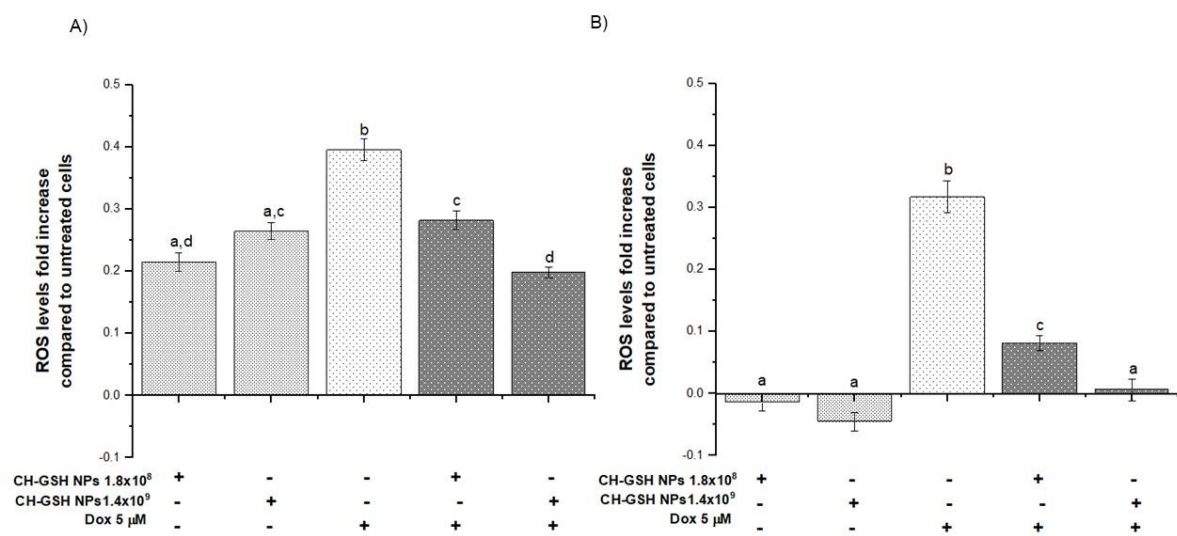 A)
ROS levels fold increase
compared to untreated cells
0.5
0.4
0.3
0.2
0.1
0.0
-0.1
a,d
a,c
b
c
d
CH-GSH NPs 1.8x10⁸ + - - + -
CH-GSH NPs1.4x10⁹ - + - - +
Dox 5 μM - - + + +
B)
ROS levels fold increase
compared to untreated cells
0.5
0.4
0.3
0.2
0.1
0.0
-0.1
a
a
b
c
a
CH-GSH NPs 1.8x10⁸ + - - + -
CH-GSH NPs1.4x10⁹ - + - - +
Dox 5 μM - - + + +